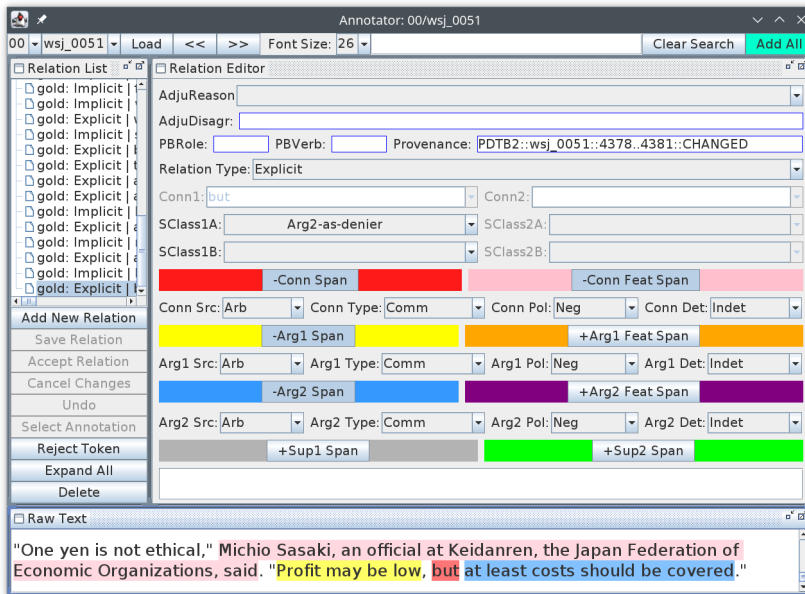 Annotator: 00/wsj_0051
00 wsj_0051 Load << >> Font Size: 26 Clear Search Add All
Relation List
gold: Implicit |
gold: Implicit |
gold: Explicit |
gold: Implicit |
gold: Explicit |
gold: Explicit |
gold: Explicit | a
gold: Explicit | a
gold: Implicit |
gold: Explicit | a
gold: Implicit |
gold: Explicit | a
gold: Implicit |
gold: Explicit |
Add New Relation
Save Relation
Accept Relation
Cancel Changes
Undo
Select Annotation
Reject Token
Expand All
Delete
Relation Editor
AdjuReason
AdjuDisagr:
PBRole: PBVerb: Provenance: PDTB2::wsj_0051::4378..4381::CHANGED
Relation Type: Explicit
Conn1: but Conn2:
SClass1A: Arg2-as-denier SClass2A:
SClass1B: SClass2B:
-Conn Span -Conn Feat Span
Conn Src: Arb Conn Type: Comm Conn Pol: Neg Conn Det: Indet
-Arg1 Span +Arg1 Feat Span
Arg1 Src: Arb Arg1 Type: Comm Arg1 Pol: Neg Arg1 Det: Indet
-Arg2 Span +Arg2 Feat Span
Arg2 Src: Arb Arg2 Type: Comm Arg2 Pol: Neg Arg2 Det: Indet
+Sup1 Span +Sup2 Span
Raw Text
"One yen is not ethical," Michio Sasaki, an official at Keidanren, the Japan Federation of
Economic Organizations, said. "Profit may be low, but at least costs should be covered."